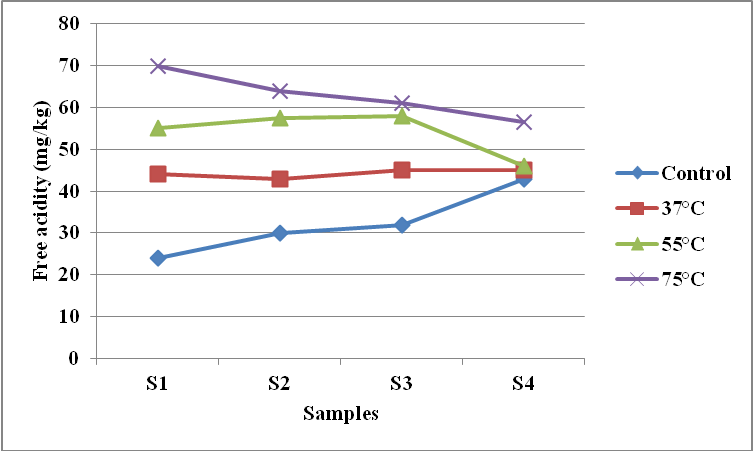 80
70
60
50
40
30
20
10
0
Free acidity (mg/kg)
S1 S2 S3 S4
Samples
Control
37°C
55°C
75°C